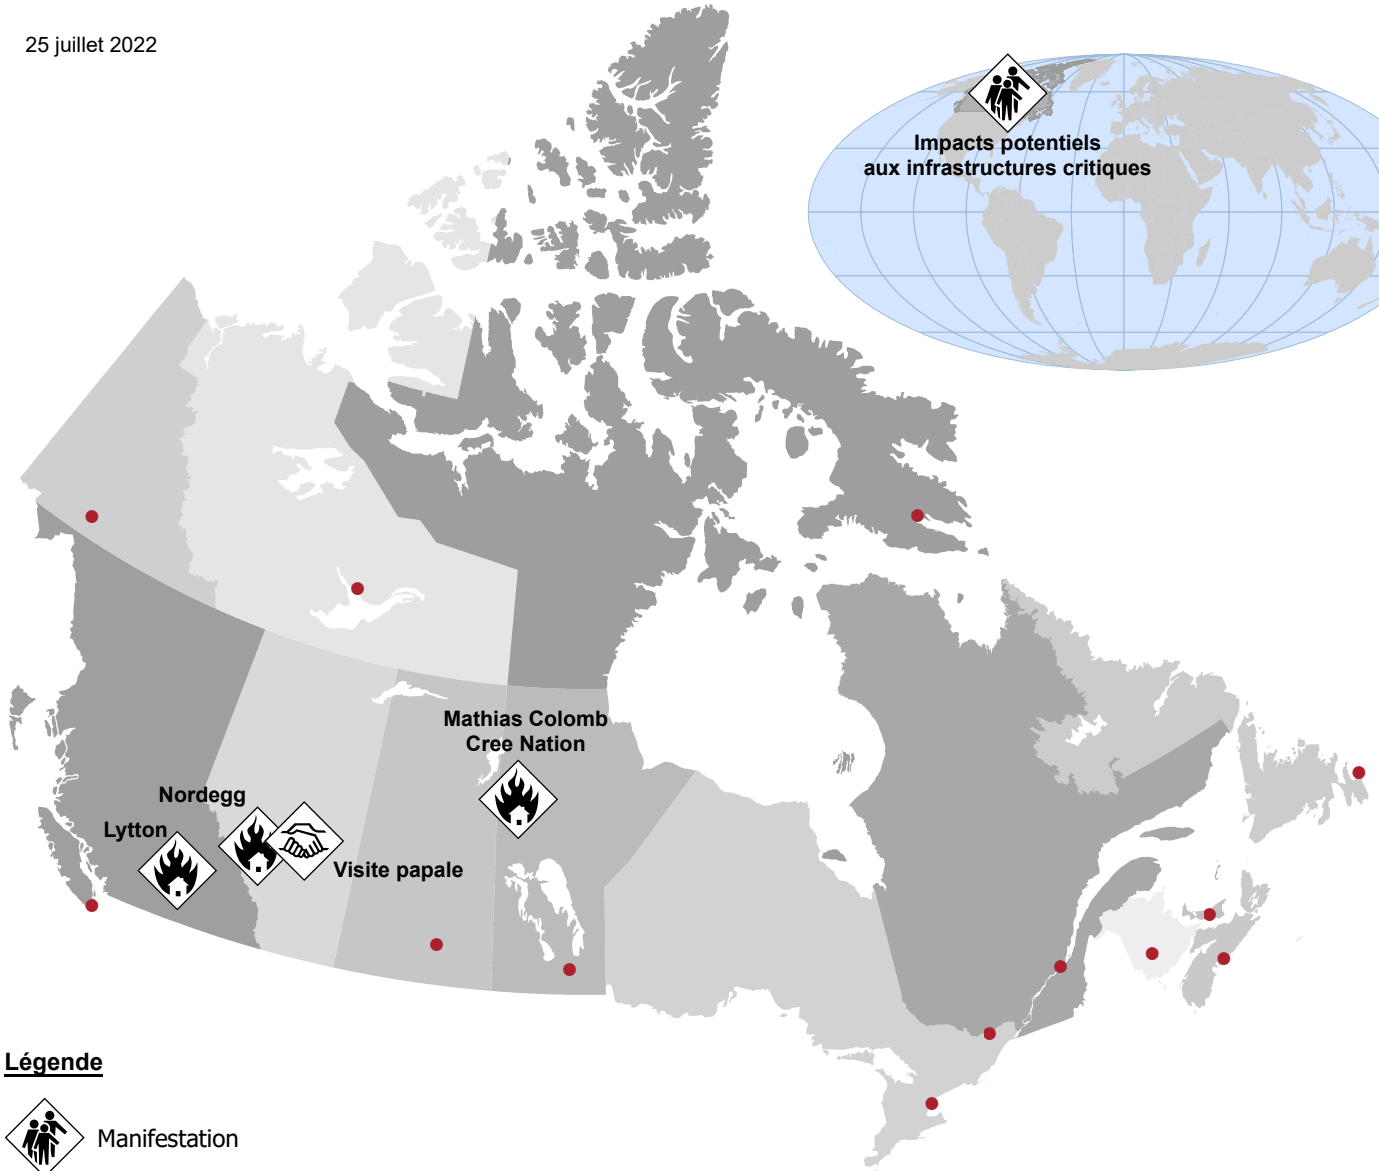 25 juillet 2022
Impacts potentiels
aux infrastructures critiques
Mathias Colomb
Cree Nation
Nordegg
Lytton
Visite papale
Légende
Manifestation